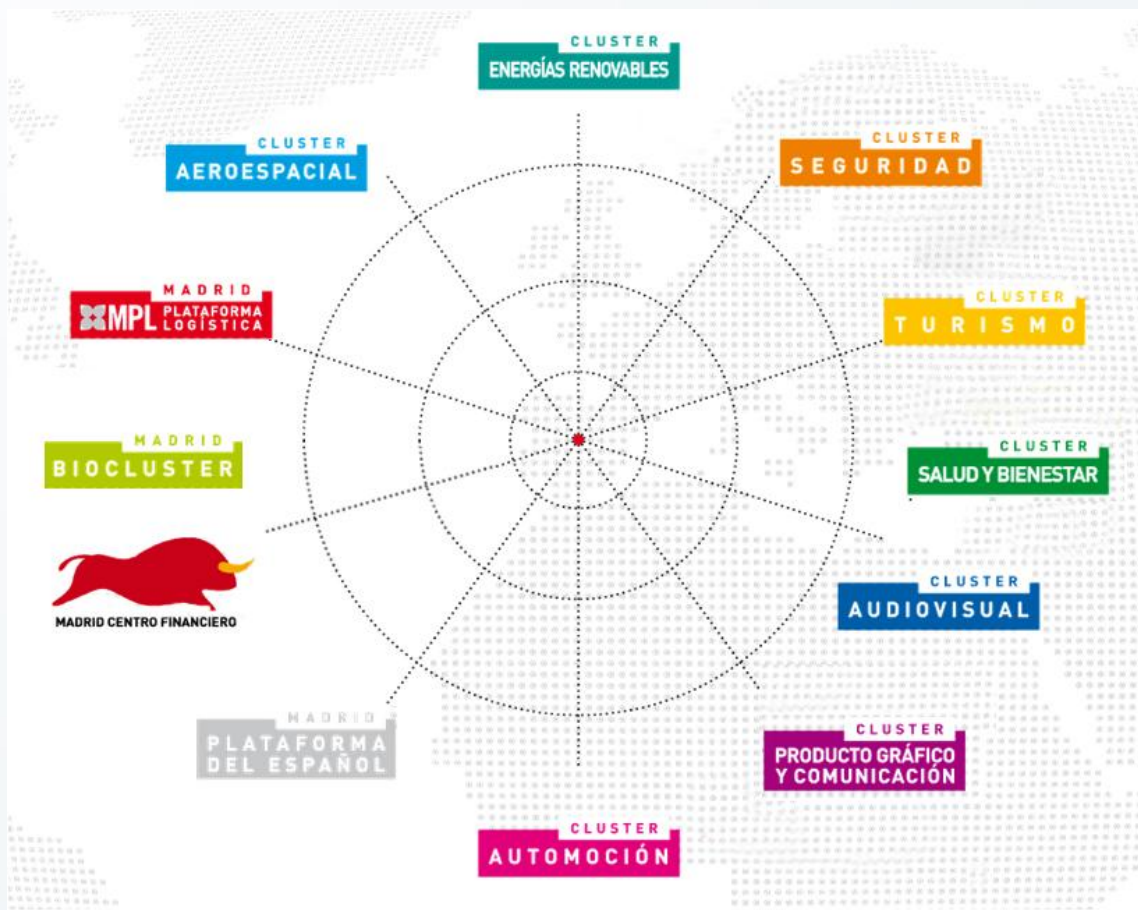 CLUSTER
ENERGÍAS RENOVABLES
CLUSTER
AEROESPACIAL
CLUSTER
SEGURIDAD
MADRID
MPL PLATAFORMA
LOGÍSTICA
CLUSTER
TURISMO
MADRID
BIOCLUSTER
CLUSTER
SALUD Y BIENESTAR
MADRID CENTRO FINANCIERO
CLUSTER
AUDIOVISUAL
MADRID
PLATAFORMA
DEL ESPAÑOL
CLUSTER
PRODUCTO GRÁFICO
Y COMUNICACIÓN
CLUSTER
AUTOMOCIÓN